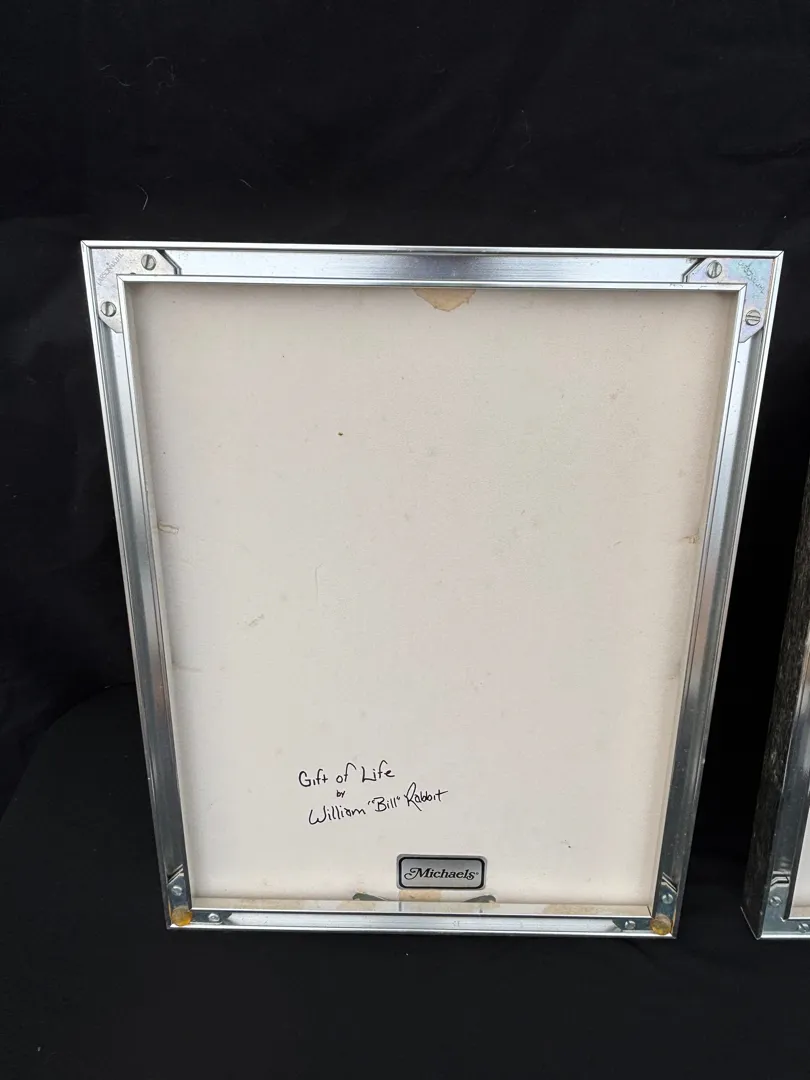 Gift of Life
by
William "Bill" Rabbit
Michaels